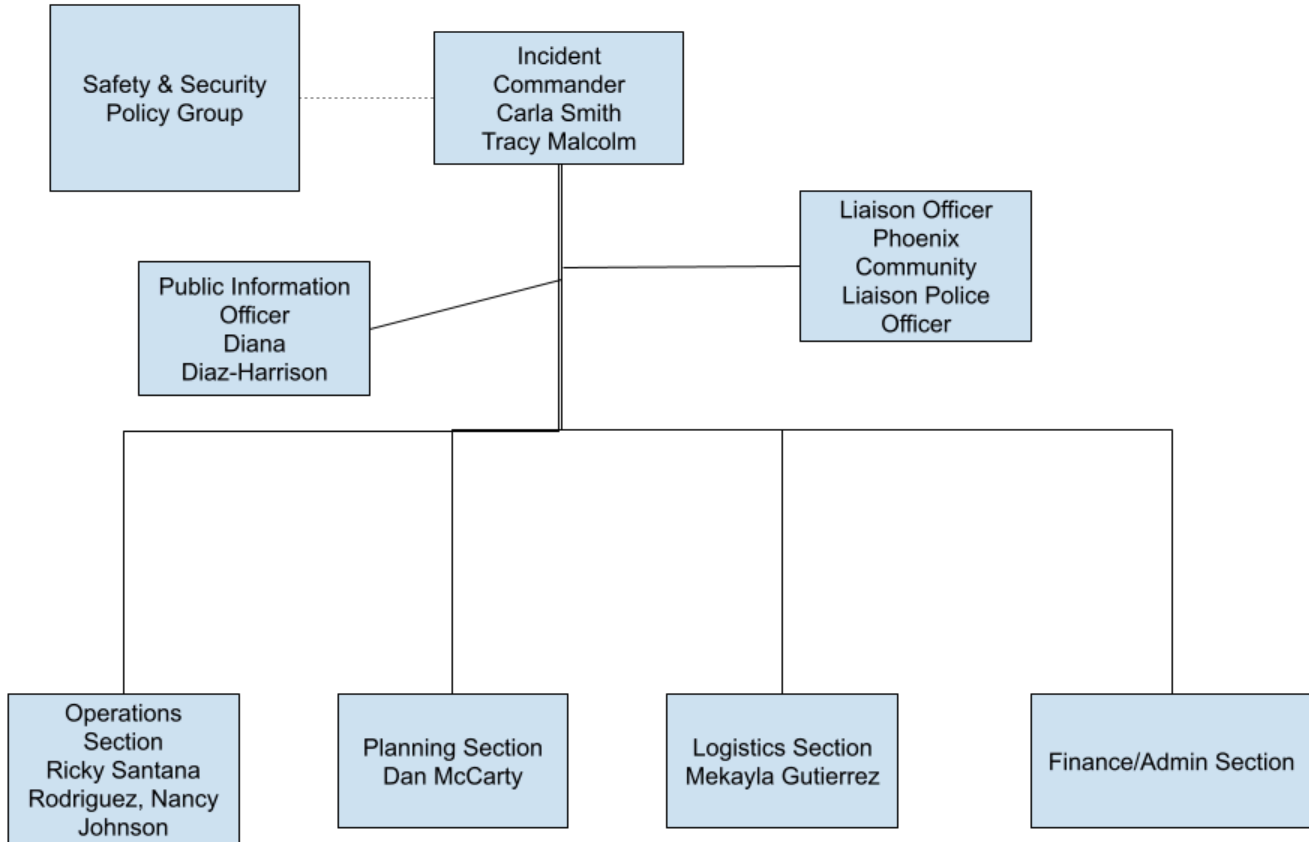 Safety & Security
Policy Group
Incident
Commander
Carla Smith
Tracy Malcolm
Liaison Officer
Phoenix
Community
Liaison Police
Officer
Public Information
Officer
Diana
Diaz-Harrison
Operations
Section
Ricky Santana
Rodriguez, Nancy
Johnson
Planning Section
Dan McCarty
Logistics Section
Mekayla Gutierrez
Finance/Admin Section